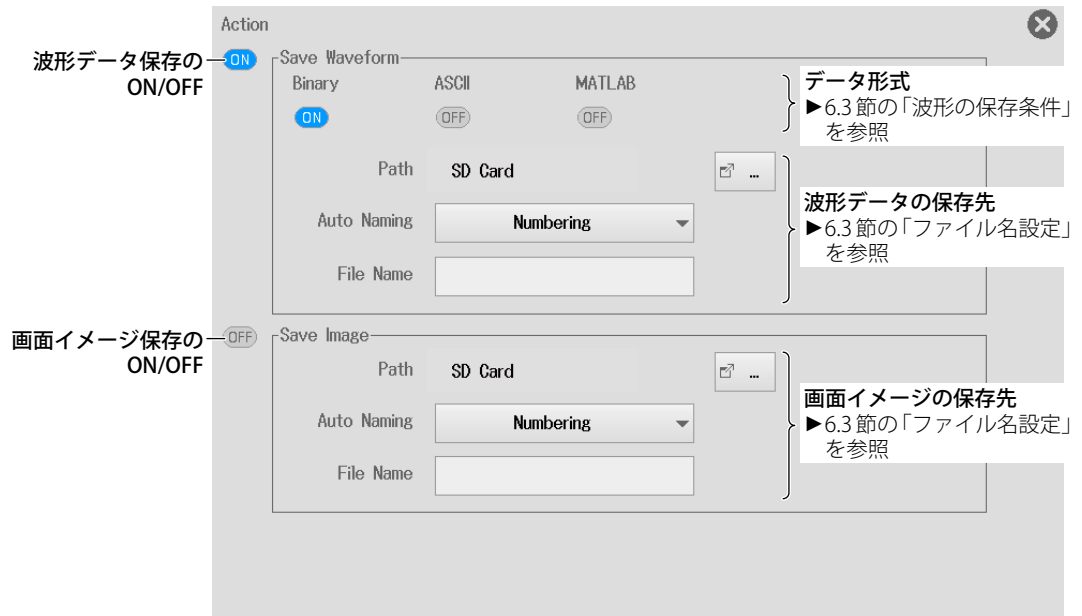 Action
波形データ保存の
ON/OFF
ON
Save Waveform
Binary ASCII MATLAB
ON OFF OFF
データ形式
►6.3 節の「波形の保存条件」
を参照
Path SD Card ...
Auto Naming Numbering
File Name
波形データの保存先
►6.3 節の「ファイル名設定」
を参照
画面イメージ保存の
ON/OFF
OFF
Save Image
Path SD Card ...
Auto Naming Numbering
File Name
画面イメージの保存先
►6.3 節の「ファイル名設定」
を参照